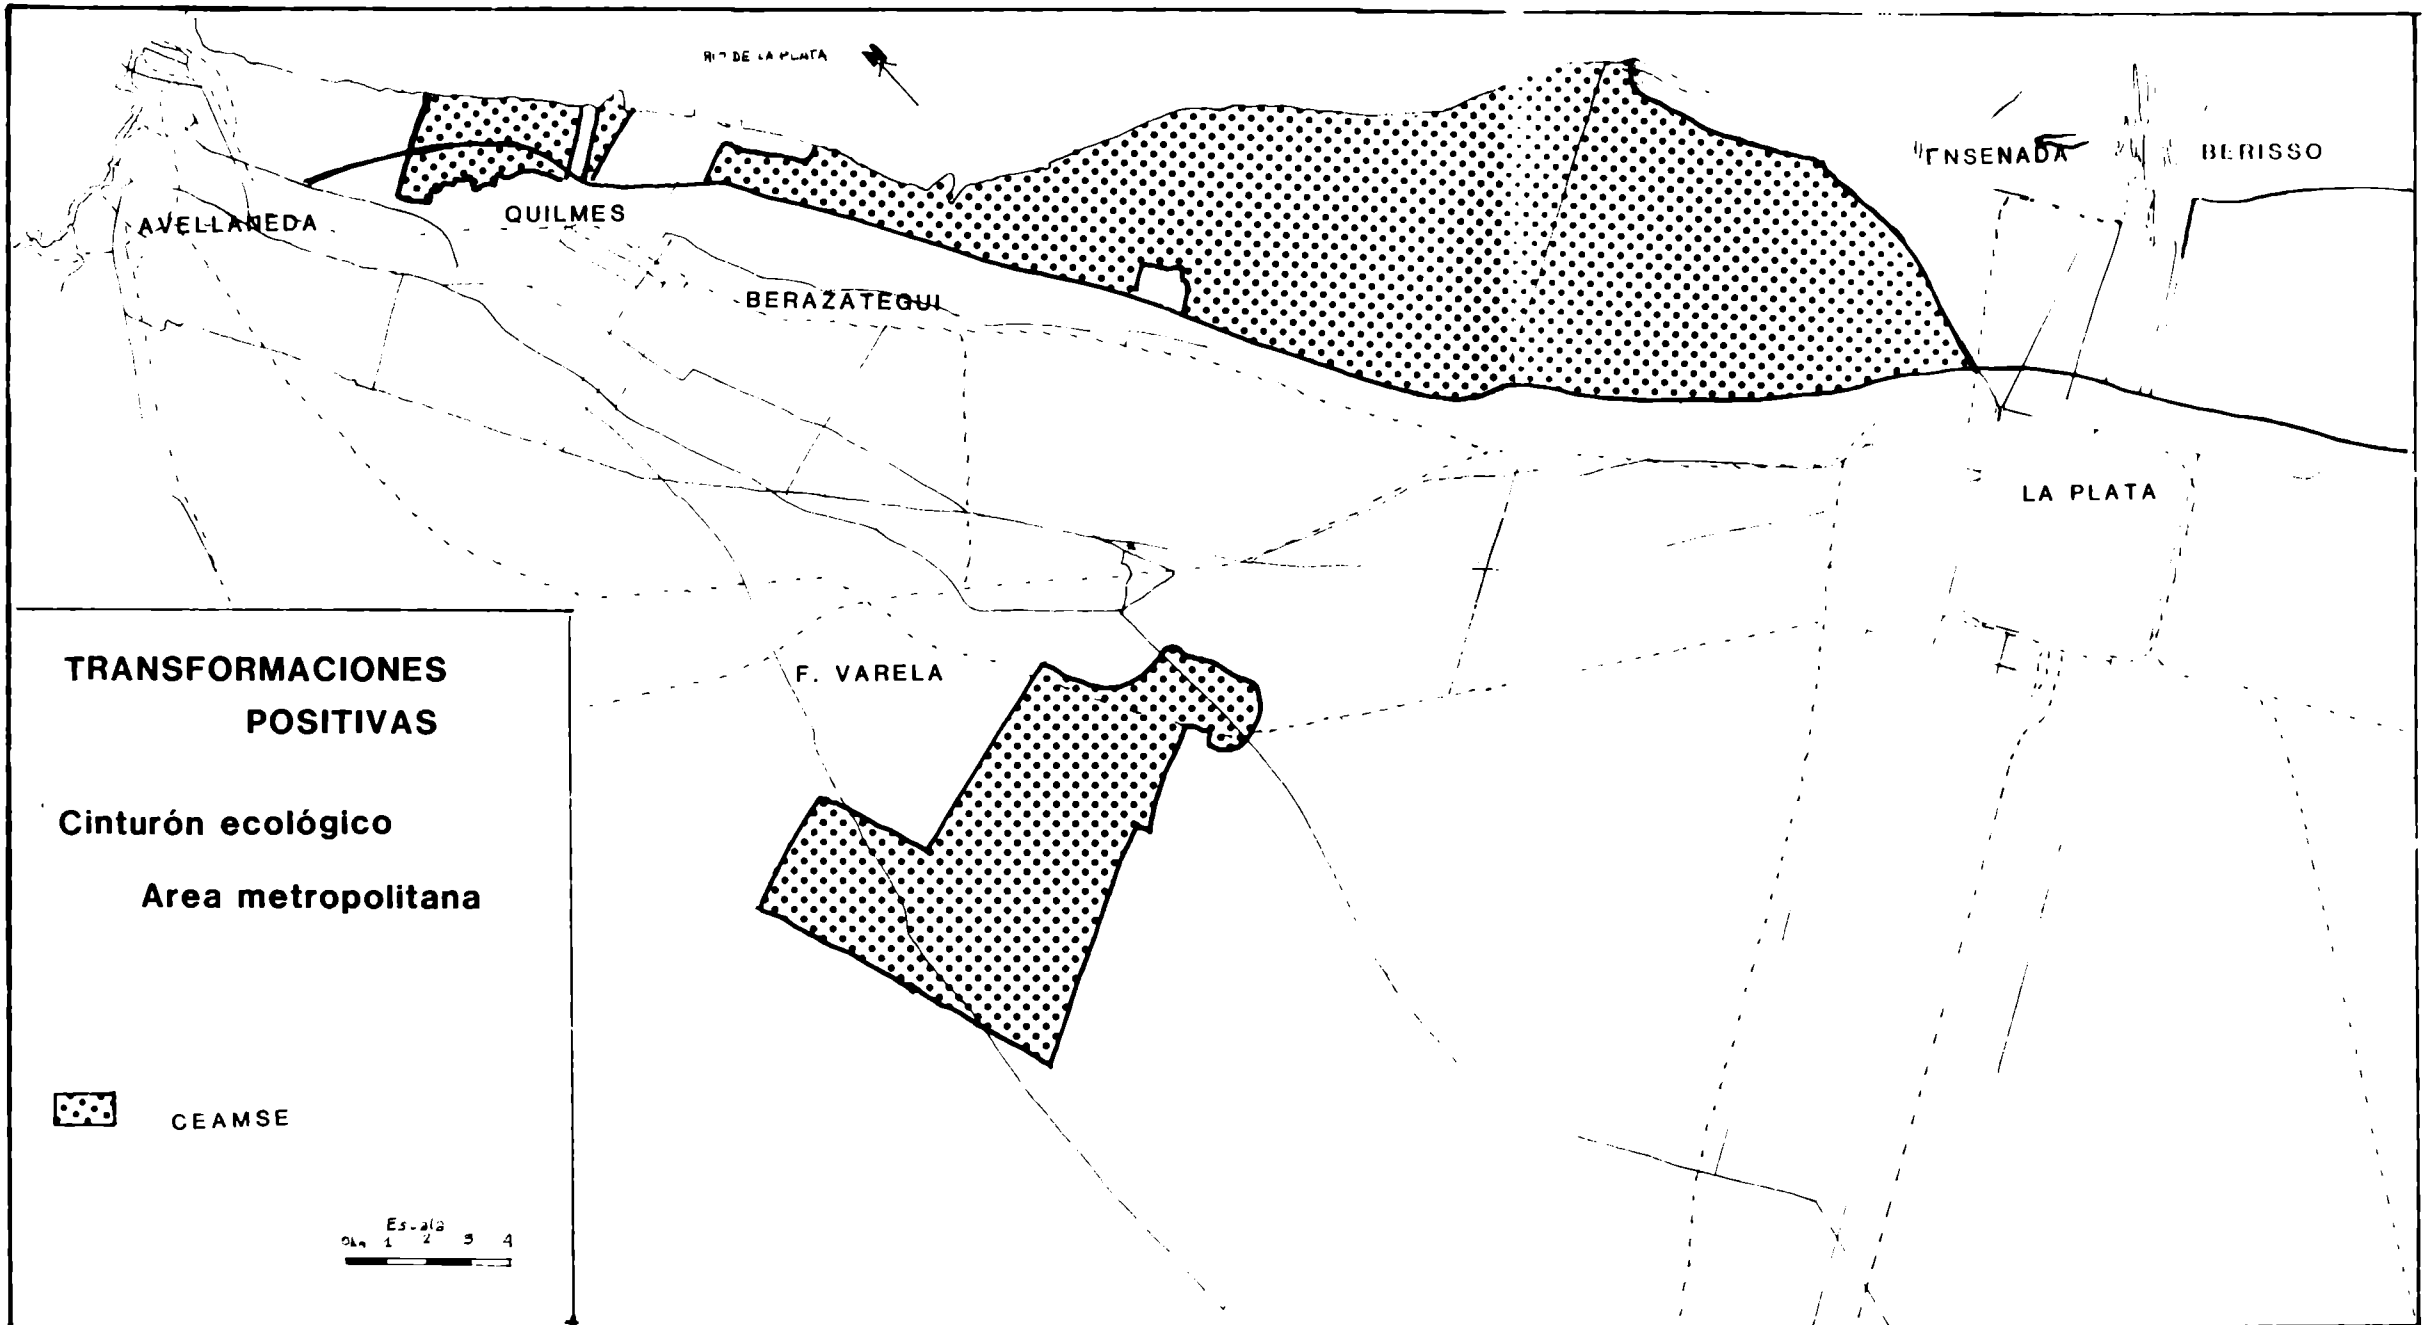 RIO DE LA PLATA
ENSENADA
BERISSO
AVELLANEDA
QUILMES
BERAZATEGUI
LA PLATA
F. VARELA
TRANSFORMACIONES
POSITIVAS
Cinturón ecológico
Area metropolitana
CEAMSE
Escala
0km 1 2 3 4